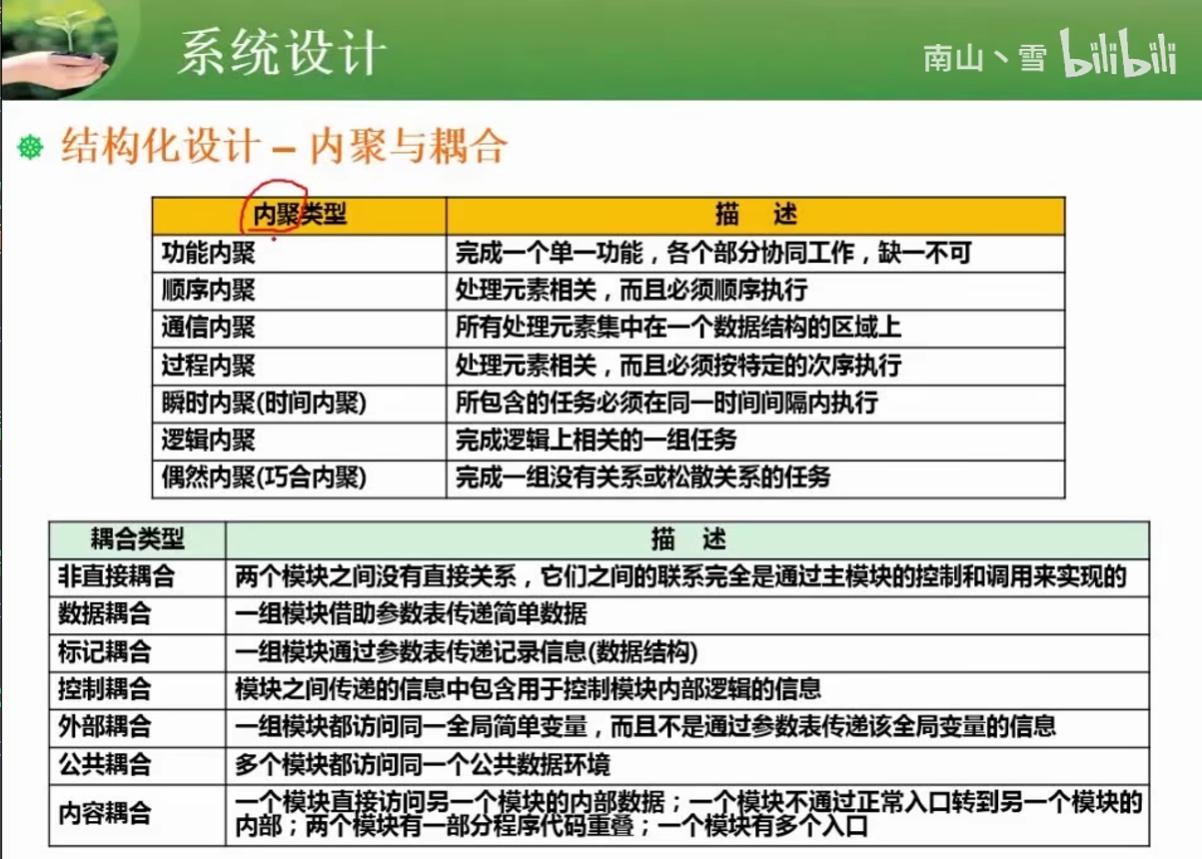 系统设计
南山丶雪 bilibili
结构化设计 – 内聚与耦合
内聚类型 描 述
功能内聚 完成一个单一功能，各个部分协同工作，缺一不可
顺序内聚 处理元素相关，而且必须顺序执行
通信内聚 所有处理元素集中在一个数据结构的区域上
过程内聚 处理元素相关，而且必须按特定的次序执行
瞬时内聚(时间内聚) 所包含的任务必须在同一时间间隔内执行
逻辑内聚 完成逻辑上相关的一组任务
偶然内聚(巧合内聚) 完成一组没有关系或松散关系的任务
耦合类型 描 述
非直接耦合 两个模块之间没有直接关系，它们之间的联系完全是通过主模块的控制和调用来实现的
数据耦合 一组模块借助参数表传递简单数据
标记耦合 一组模块通过参数表传递记录信息(数据结构)
控制耦合 模块之间传递的信息中包含用于控制模块内部逻辑的信息
外部耦合 一组模块都访问同一全局简单变量，而且不是通过参数表传递该全局变量的信息
公共耦合 多个模块都访问同一个公共数据环境
内容耦合 一个模块直接访问另一个模块的内部数据；一个模块不通过正常入口转到另一个模块的
内部；两个模块有一部分程序代码重叠；一个模块有多个入口